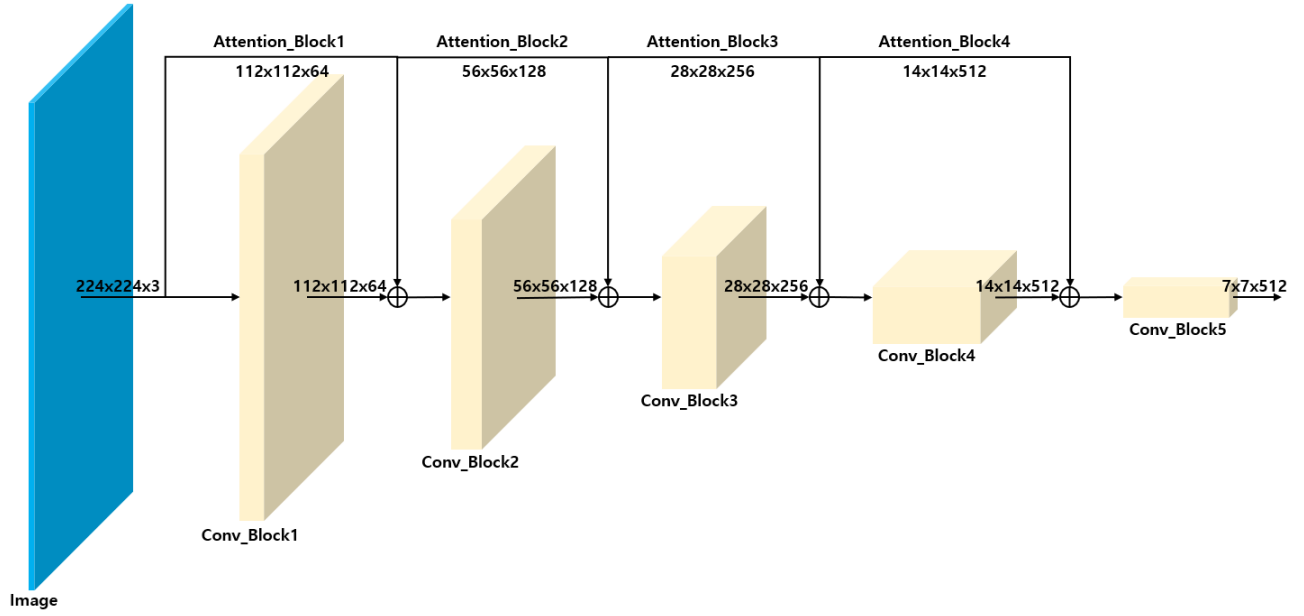 Attention_Block1
Attention_Block2
Attention_Block3
Attention_Block4
112x112x64
56x56x128
28x28x256
14x14x512
224x224x3
112x112x64
56x56x128
28x28x256
14x14x512
7x7x512
Conv_Block5
Conv_Block4
Conv_Block3
Conv_Block2
Conv_Block1
Image